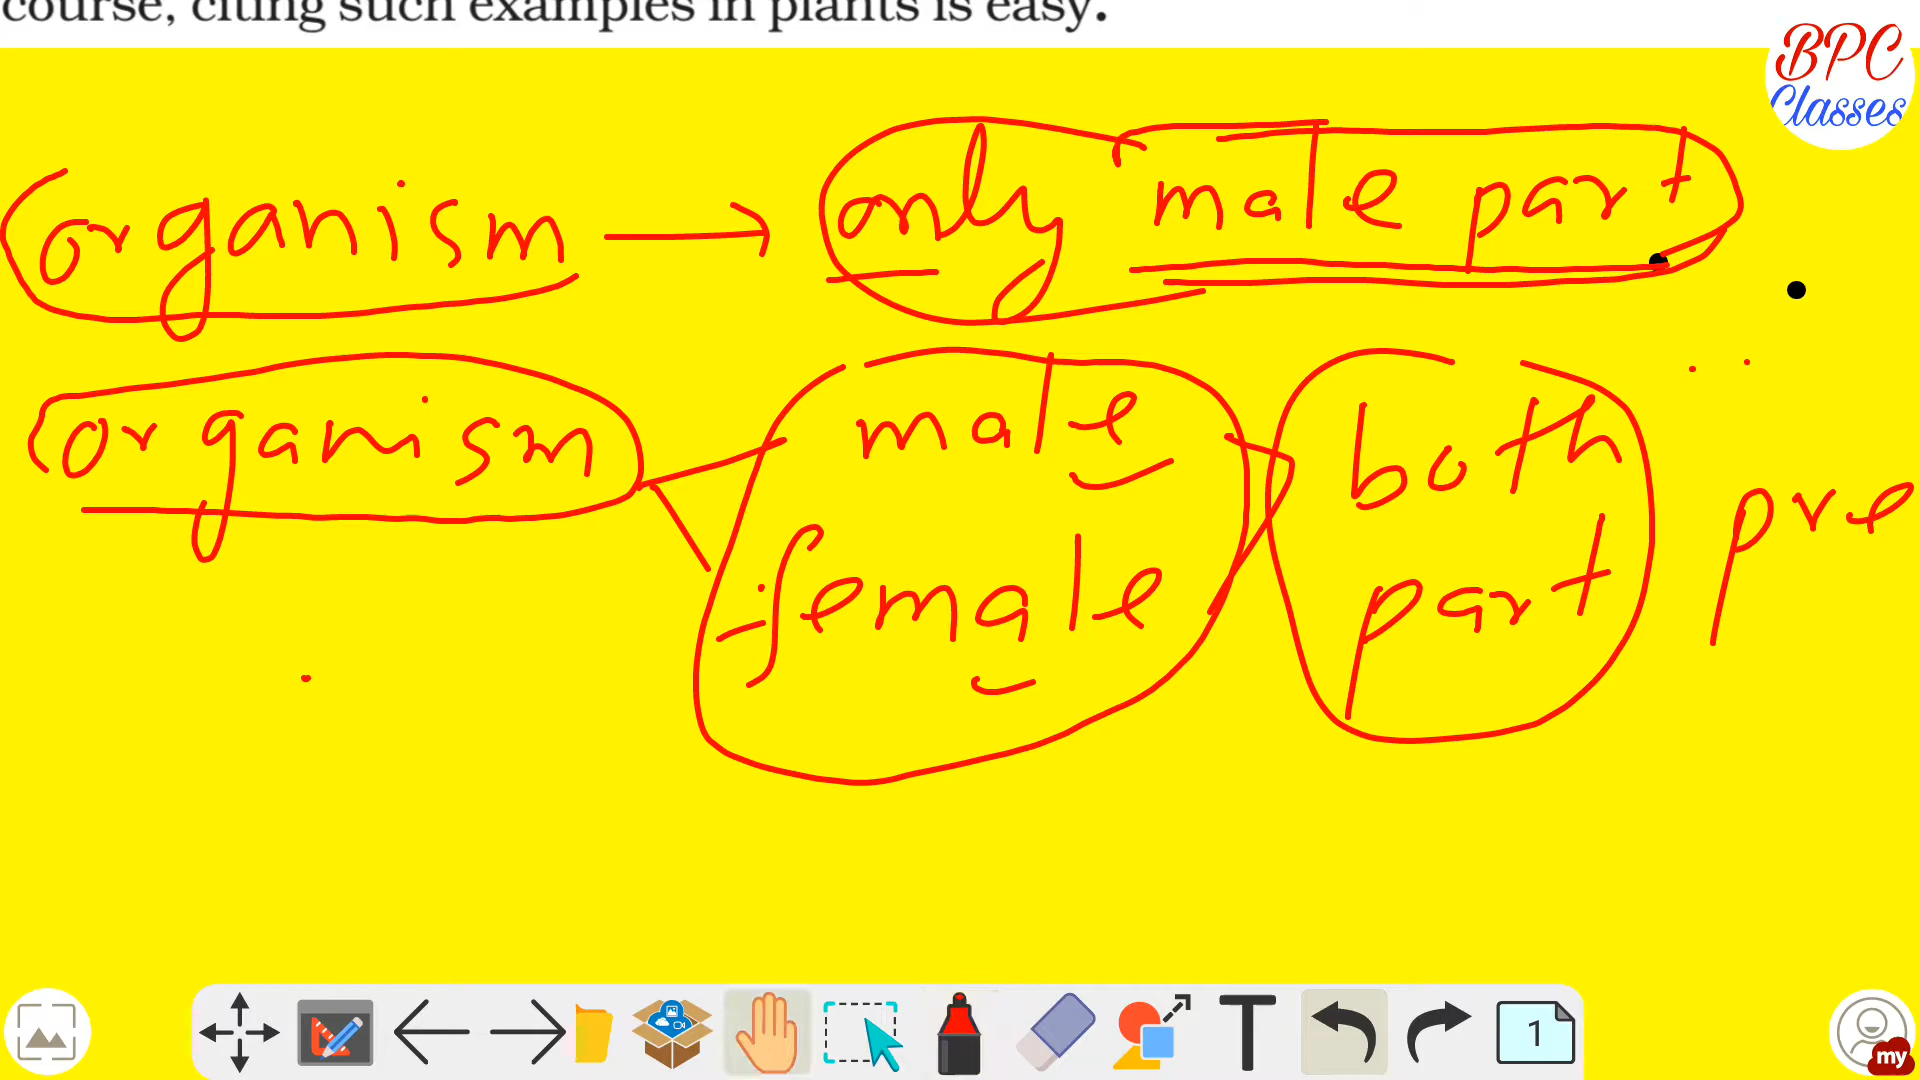 course, citing such examples in plants is easy.
BPC
Classes
organism → only male part
organism male both
female part
pre
1
my